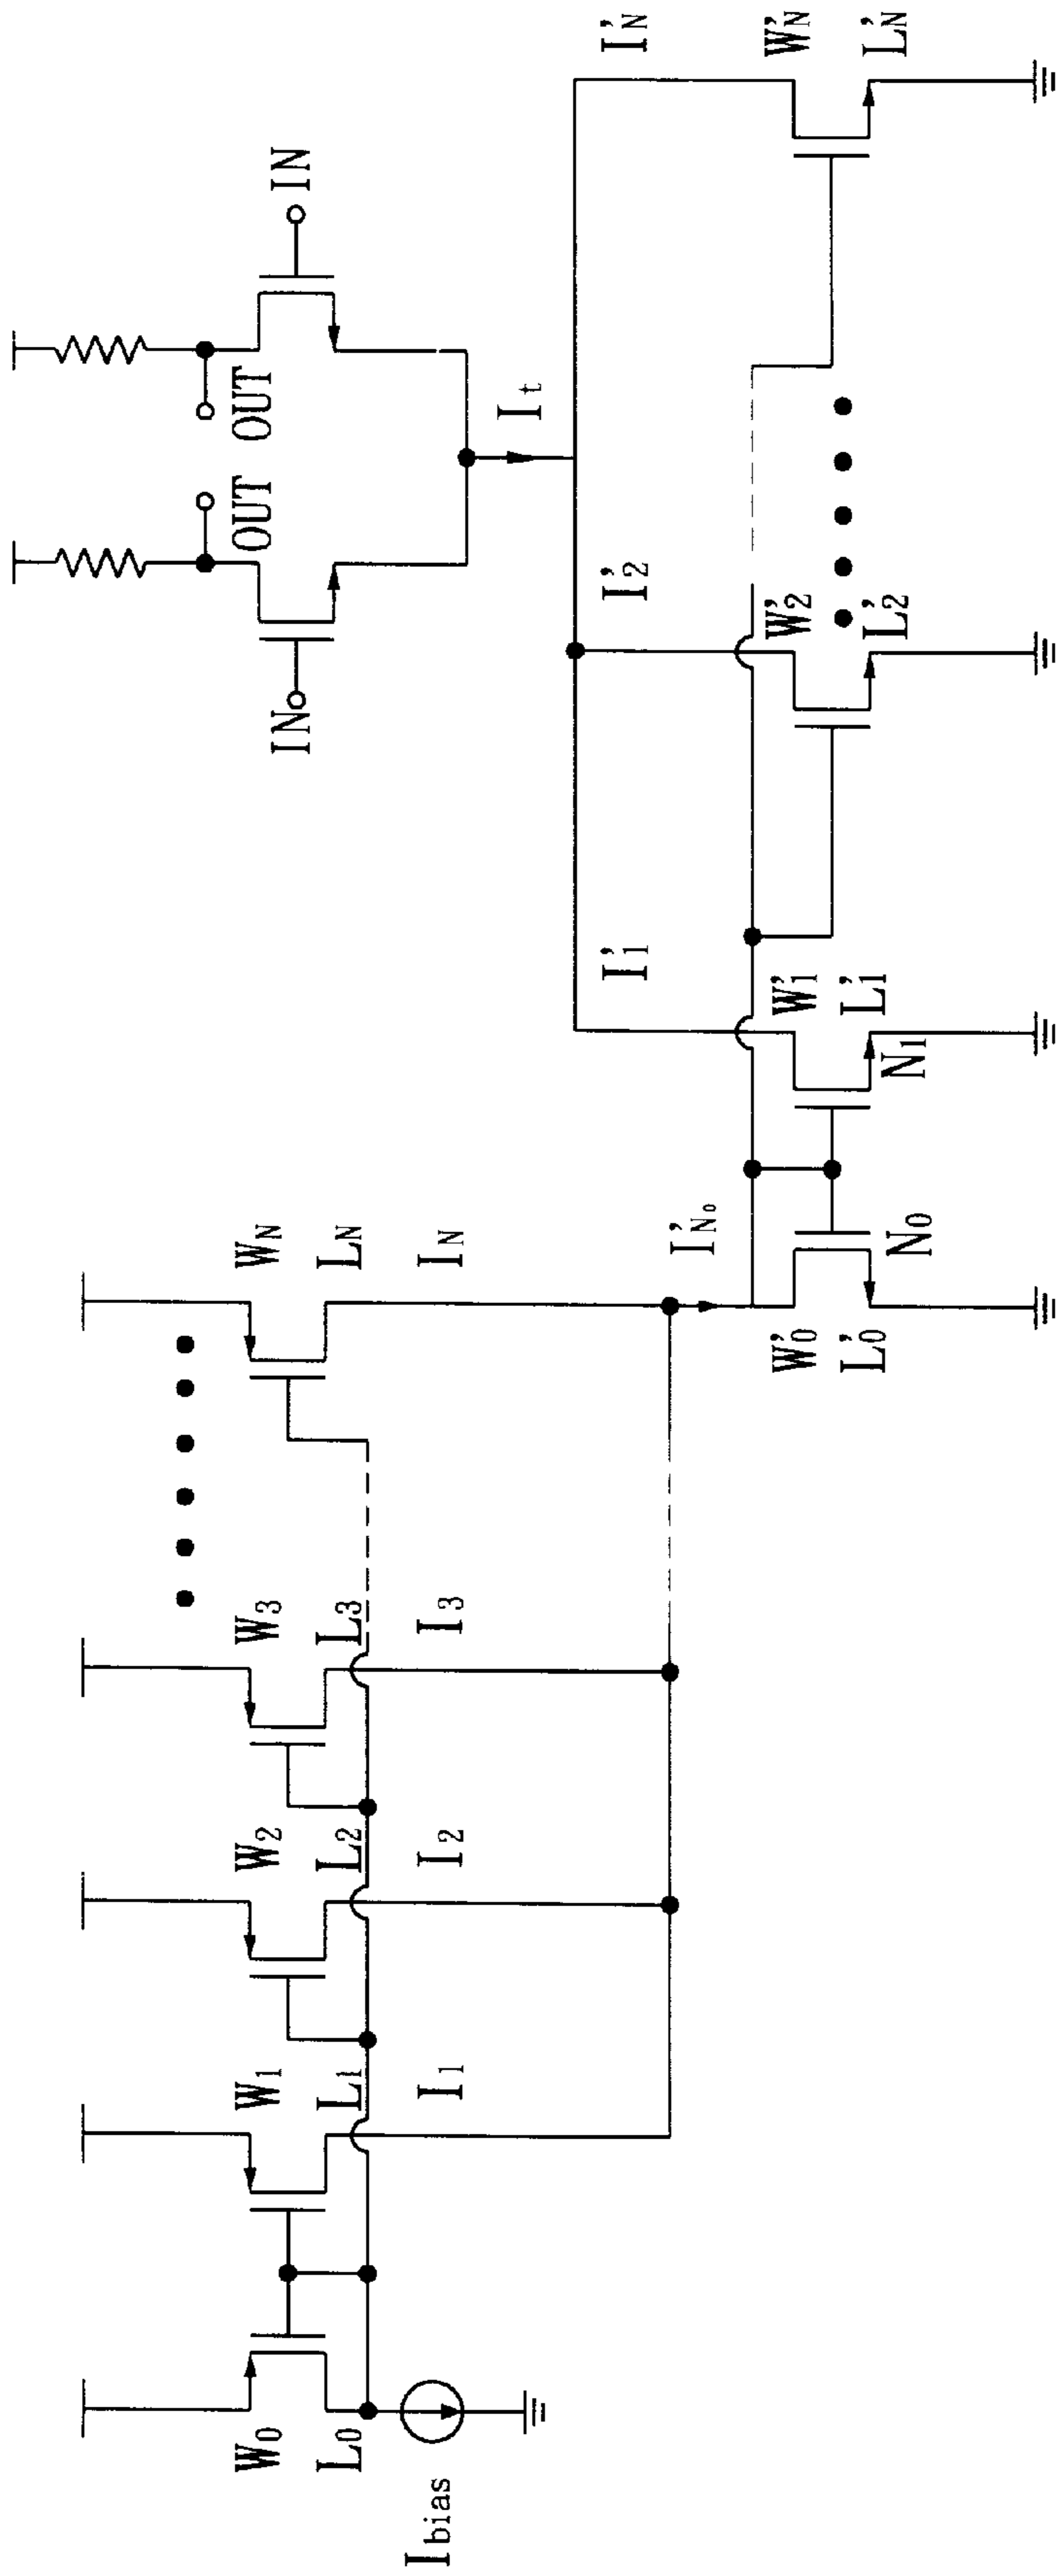 W0 L0
Ibias
W1 L1 I1
W2 L2 I2
W3 L3 I3
WN LN IN
I'N0
W'0 L'0
N0
W'1 L'1
N1
I'1
I'2
W'2 L'2
I'N
W'N L'N
It
IN
OUT
OUT
IN